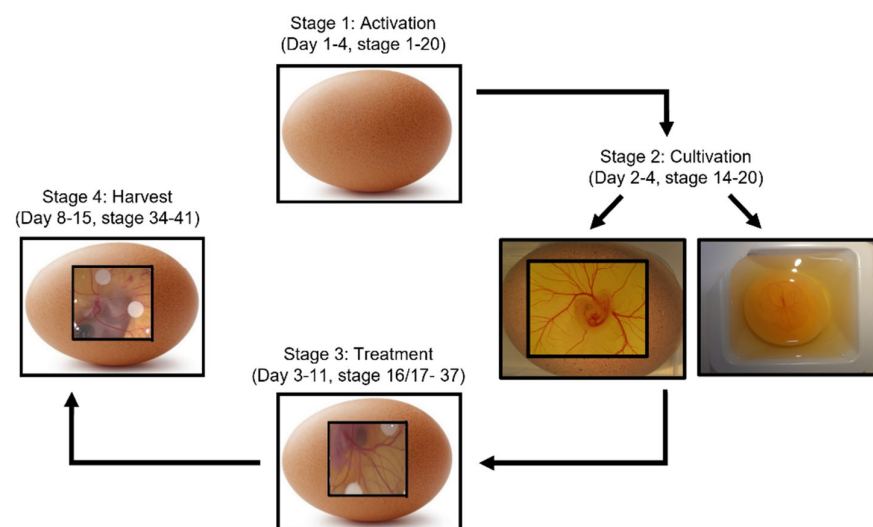 Stage 1: Activation
(Day 1-4, stage 1-20)
Stage 2: Cultivation
(Day 2-4, stage 14-20)
Stage 3: Treatment
(Day 3-11, stage 16/17- 37)
Stage 4: Harvest
(Day 8-15, stage 34-41)